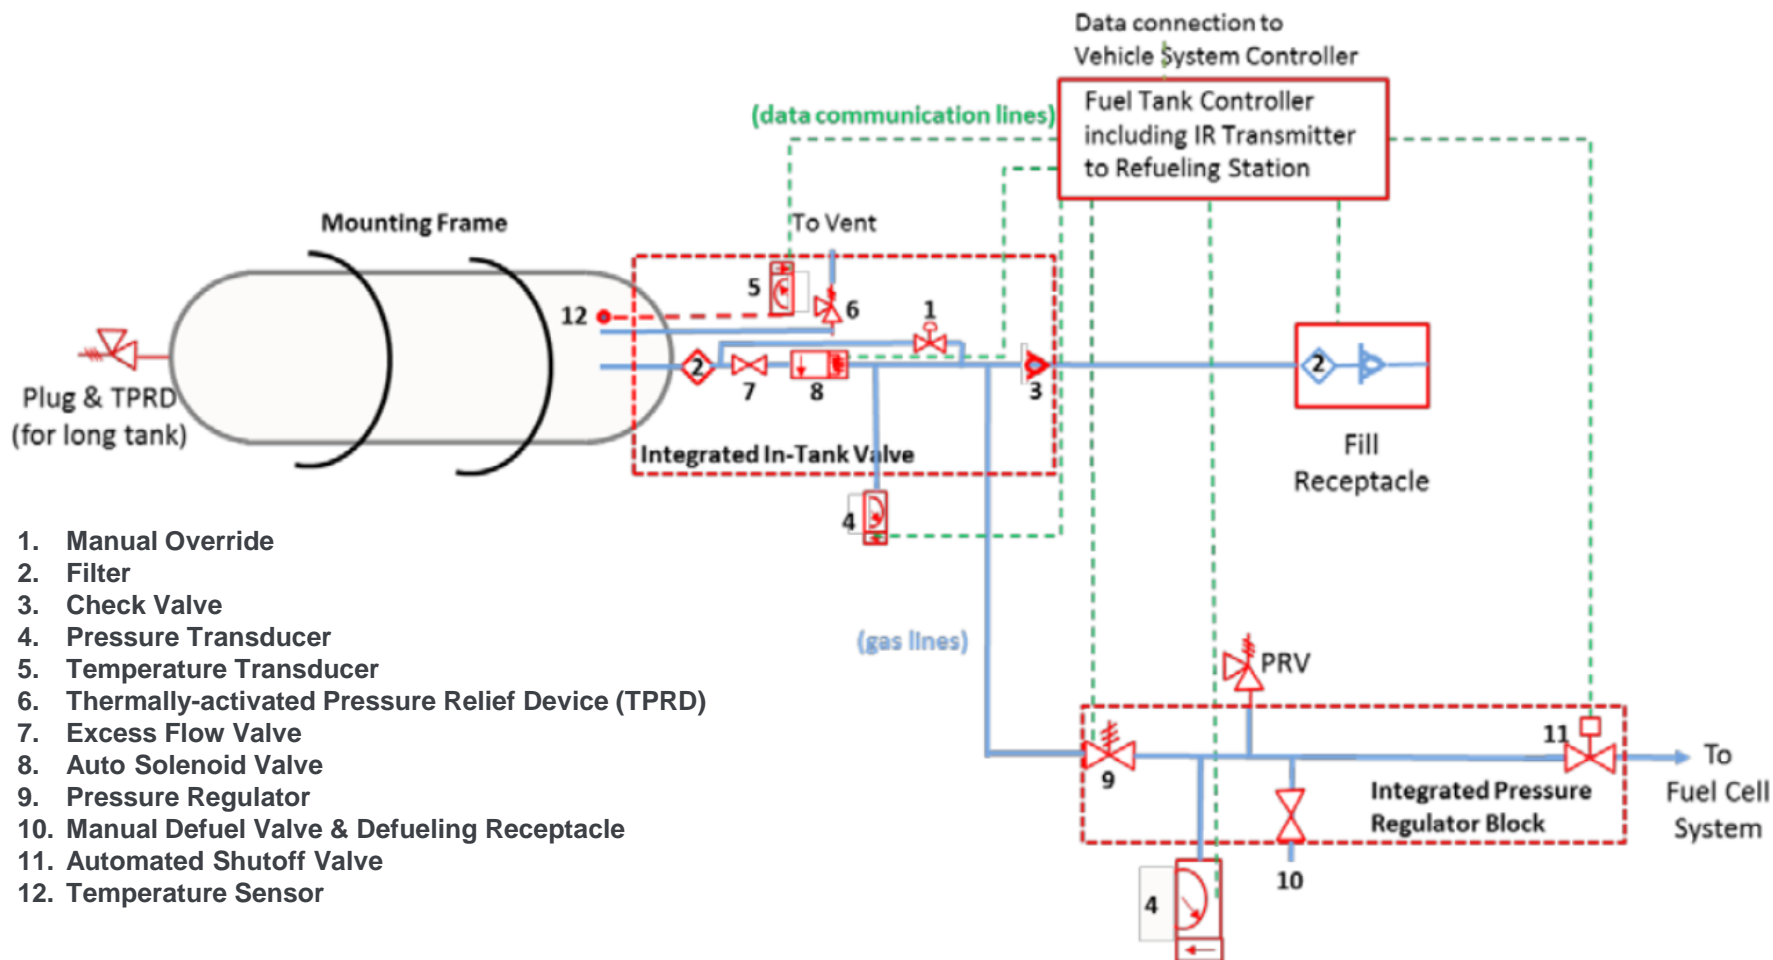 Data connection to
Vehicle System Controller
Fuel Tank Controller
including IR Transmitter
to Refueling Station
(data communication lines)
Mounting Frame
To Vent
5
6
12
1
2
7
8
3
2
Plug & TPRD
(for long tank)
Integrated In-Tank Valve
Fill
Receptacle
4
(gas lines)
PRV
11
9
To
Fuel Cell
System
Integrated Pressure
Regulator Block
10
4
1. Manual Override
2. Filter
3. Check Valve
4. Pressure Transducer
5. Temperature Transducer
6. Thermally-activated Pressure Relief Device (TPRD)
7. Excess Flow Valve
8. Auto Solenoid Valve
9. Pressure Regulator
10. Manual Defuel Valve & Defueling Receptacle
11. Automated Shutoff Valve
12. Temperature Sensor